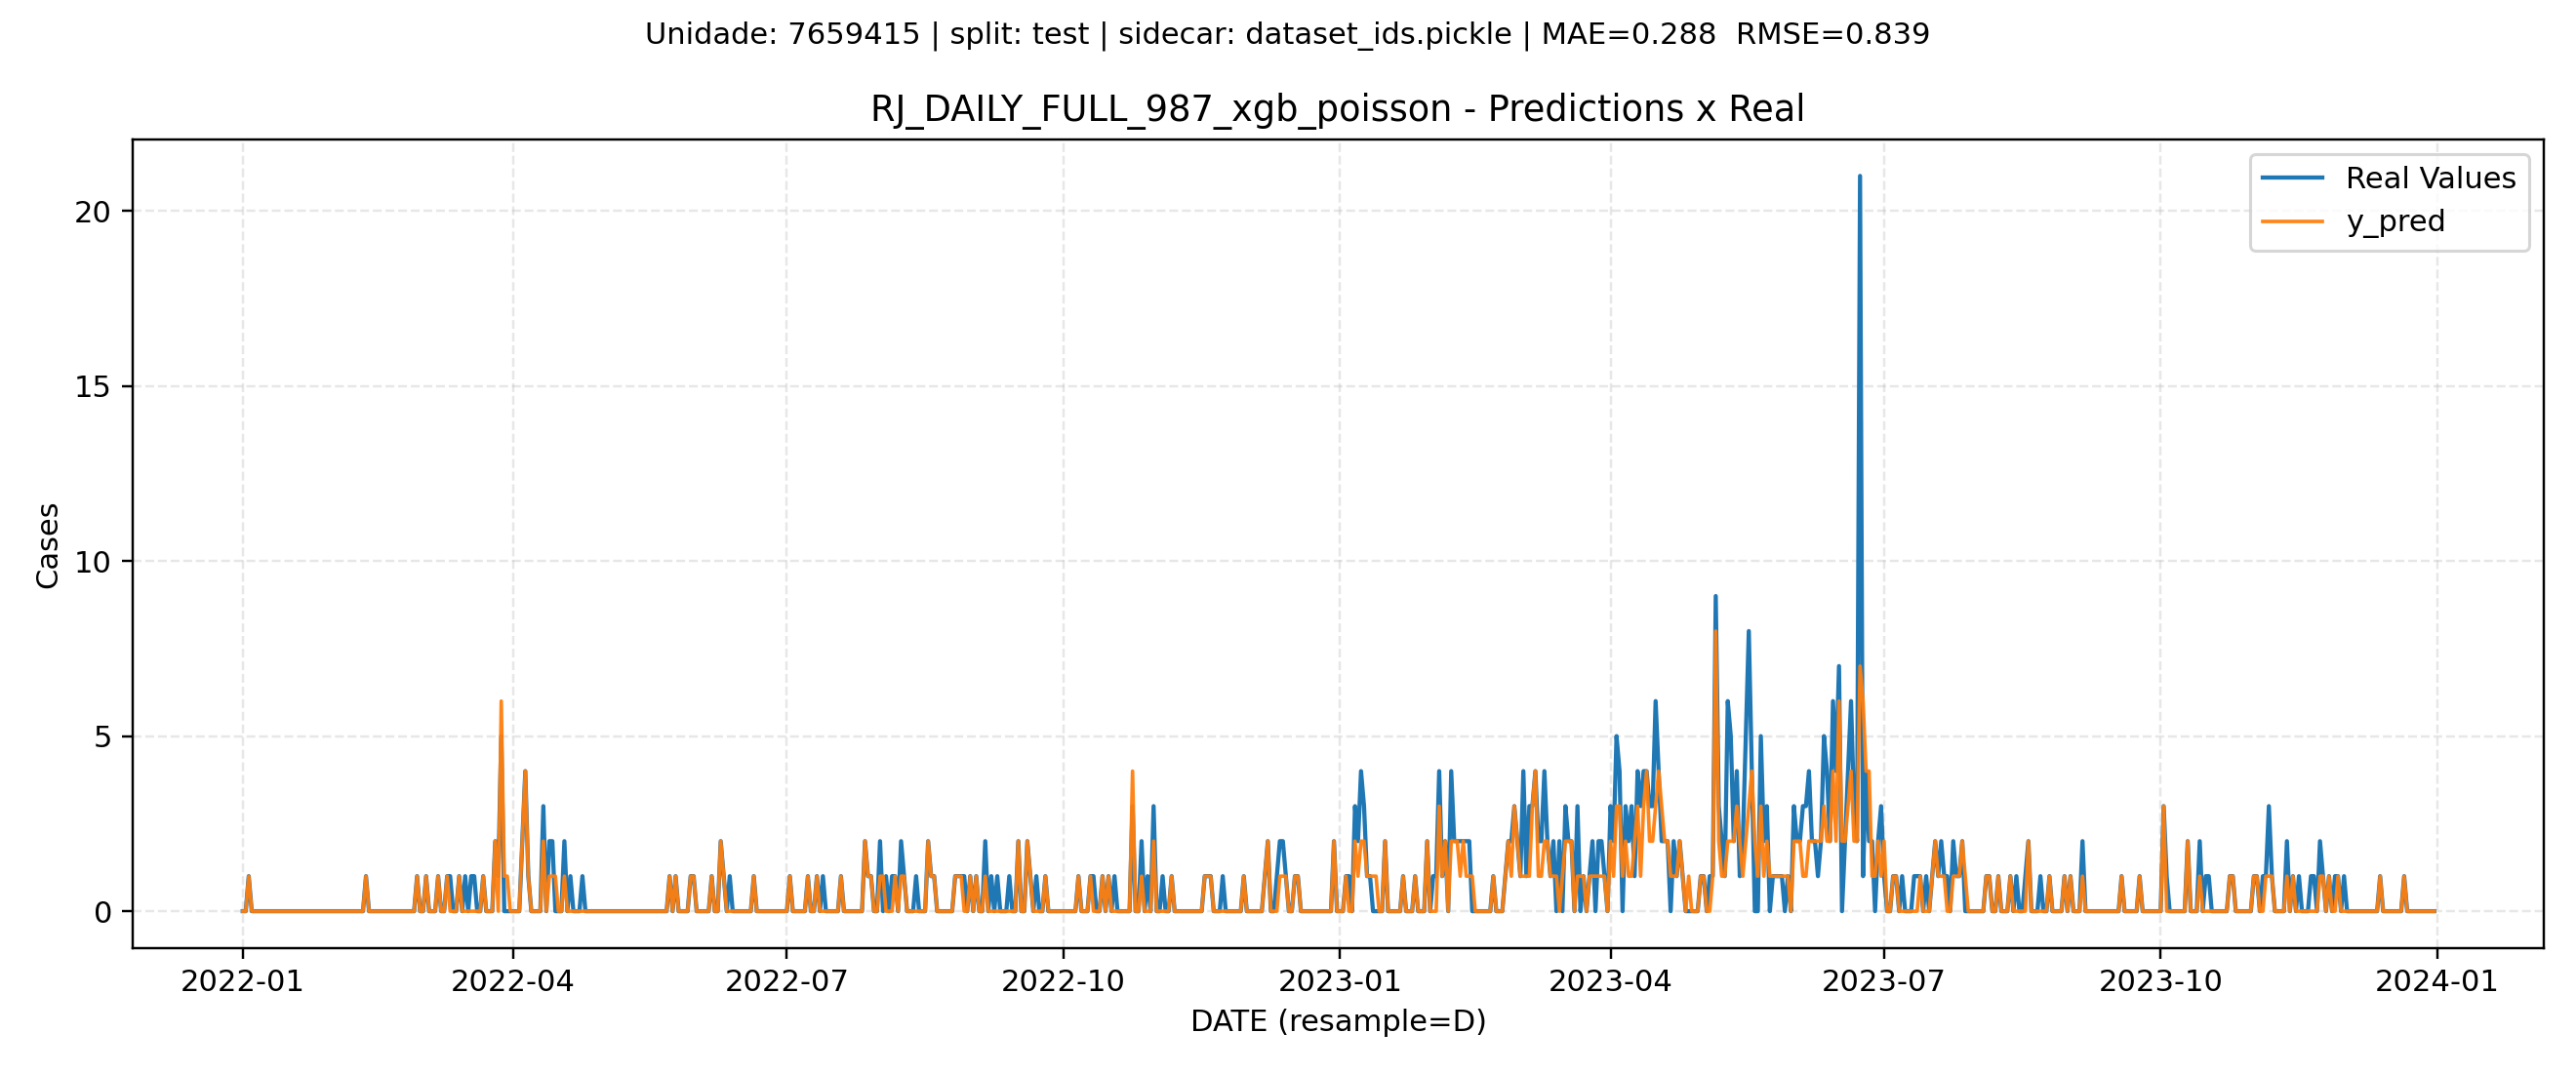 Unidade: 7659415 | split: test | sidecar: dataset_ids.pickle | MAE=0.288  RMSE=0.839
RJ_DAILY_FULL_987_xgb_poisson - Predictions x Real
Real Values
y_pred
20
15
10
5
0
Cases
2022-01
2022-04
2022-07
2022-10
2023-01
2023-04
2023-07
2023-10
2024-01
DATE (resample=D)